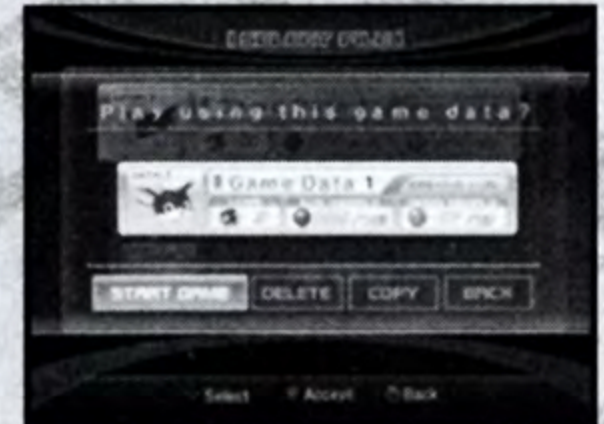 Play using this game data?
Game Data 1
START GAME DELETE COPY BACK
Select Accept Back